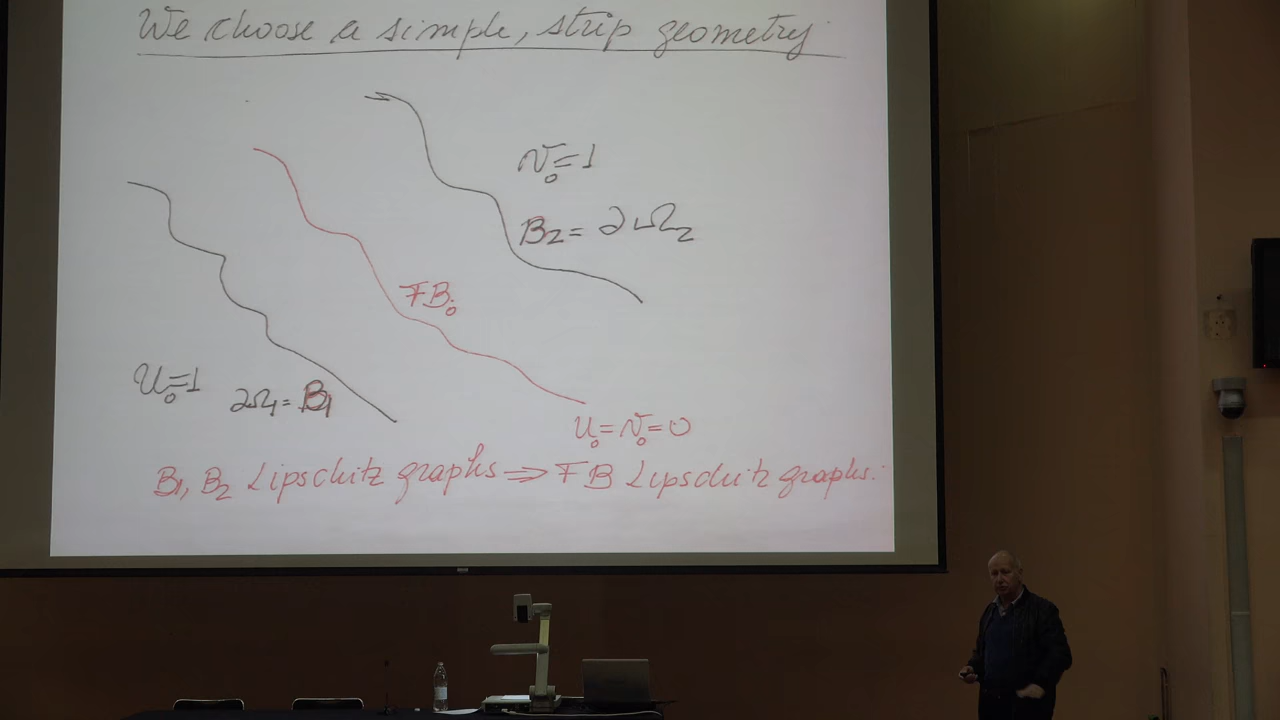 We choose a simple, strip geometry
V₀=1
B₂= ∂Ω₂
FB₀
U₀=1
∂Ω₁= B₁
U₀=V₀=0
B₁, B₂ Lipschitz graphs ⇒ FB Lipschitz graphs.